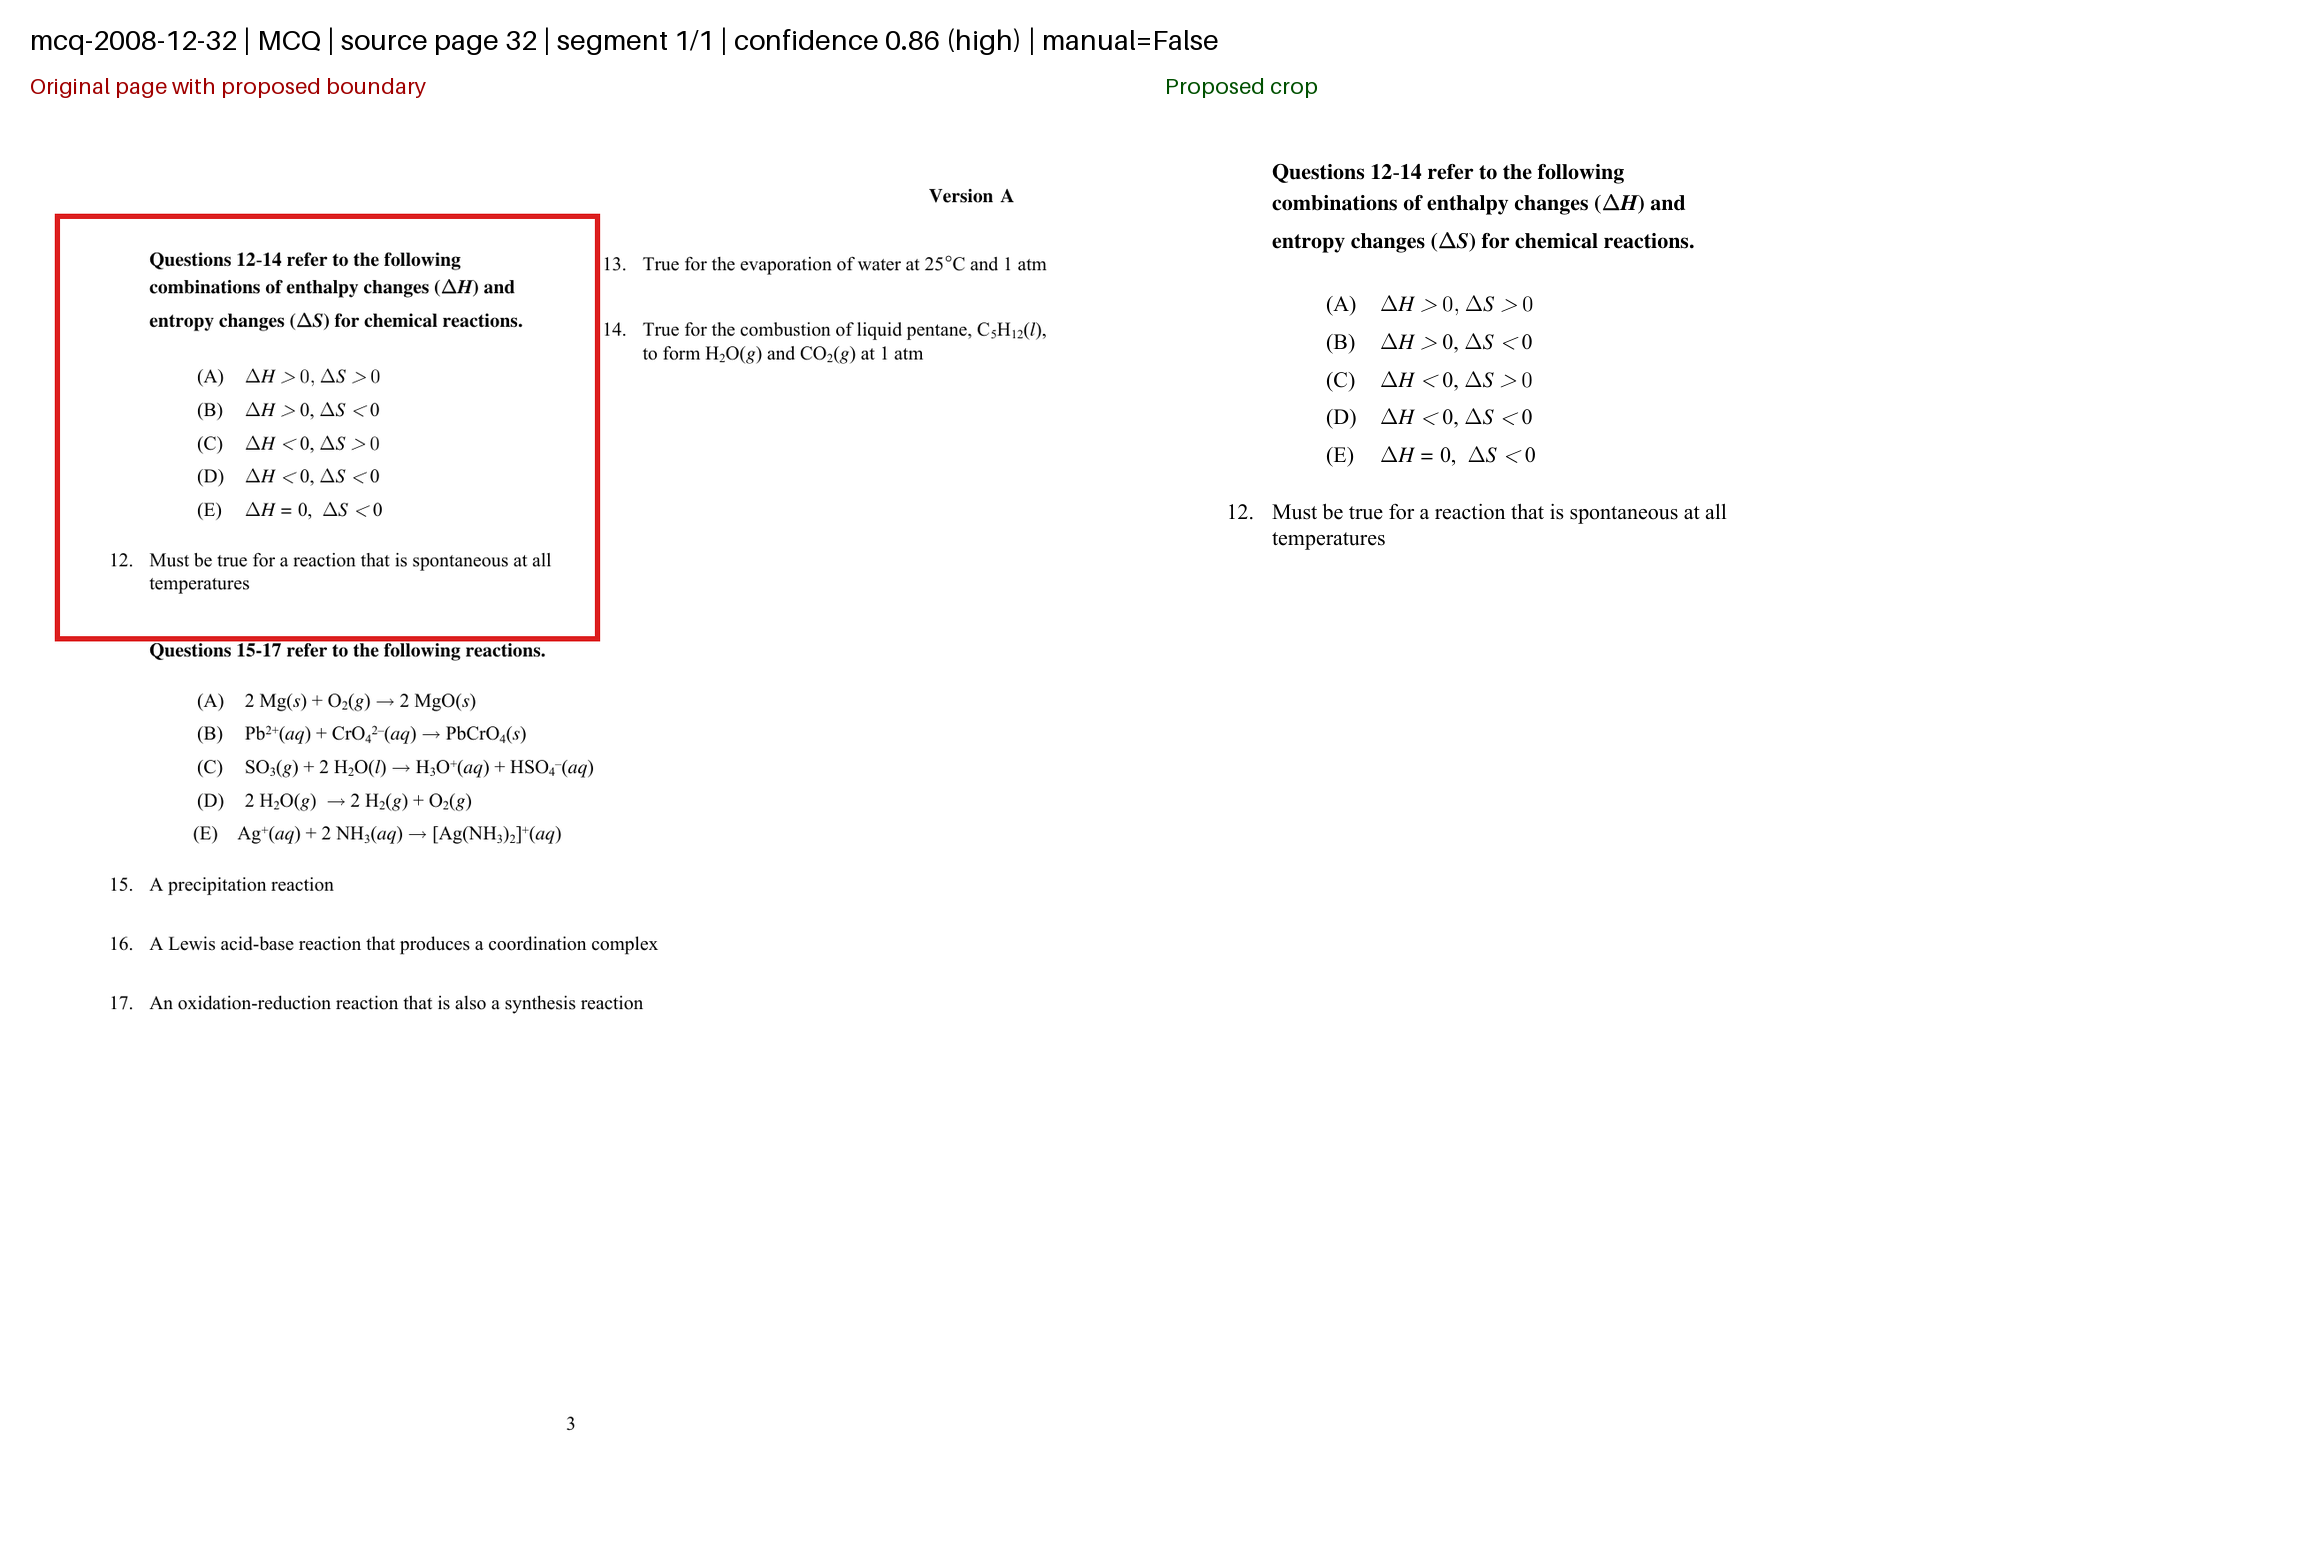 mcq-2008-12-32 | MCQ | source page 32 | segment 1/1 | confidence 0.86 (high) | manual=False
Original page with proposed boundary
Version A
Questions 12-14 refer to the following
combinations of enthalpy changes (ΔH) and
entropy changes (ΔS) for chemical reactions.
(A) ΔH > 0, ΔS > 0
(B) ΔH > 0, ΔS < 0
(C) ΔH < 0, ΔS > 0
(D) ΔH < 0, ΔS < 0
(E) ΔH = 0, ΔS < 0
12. Must be true for a reaction that is spontaneous at all
temperatures
13. True for the evaporation of water at 25°C and 1 atm
14. True for the combustion of liquid pentane, C₅H₁₂(l),
to form H₂O(g) and CO₂(g) at 1 atm
Questions 15-17 refer to the following reactions.
(A) 2 Mg(s) + O₂(g) → 2 MgO(s)
(B) Pb²⁺(aq) + CrO₄²⁻(aq) → PbCrO₄(s)
(C) SO₃(g) + 2 H₂O(l) → H₃O⁺(aq) + HSO₄⁻(aq)
(D) 2 H₂O(g) → 2 H₂(g) + O₂(g)
(E) Ag⁺(aq) + 2 NH₃(aq) → [Ag(NH₃)₂]⁺(aq)
15. A precipitation reaction
16. A Lewis acid-base reaction that produces a coordination complex
17. An oxidation-reduction reaction that is also a synthesis reaction
3
Proposed crop
Questions 12-14 refer to the following
combinations of enthalpy changes (ΔH) and
entropy changes (ΔS) for chemical reactions.
(A) ΔH > 0, ΔS > 0
(B) ΔH > 0, ΔS < 0
(C) ΔH < 0, ΔS > 0
(D) ΔH < 0, ΔS < 0
(E) ΔH = 0, ΔS < 0
12. Must be true for a reaction that is spontaneous at all
temperatures